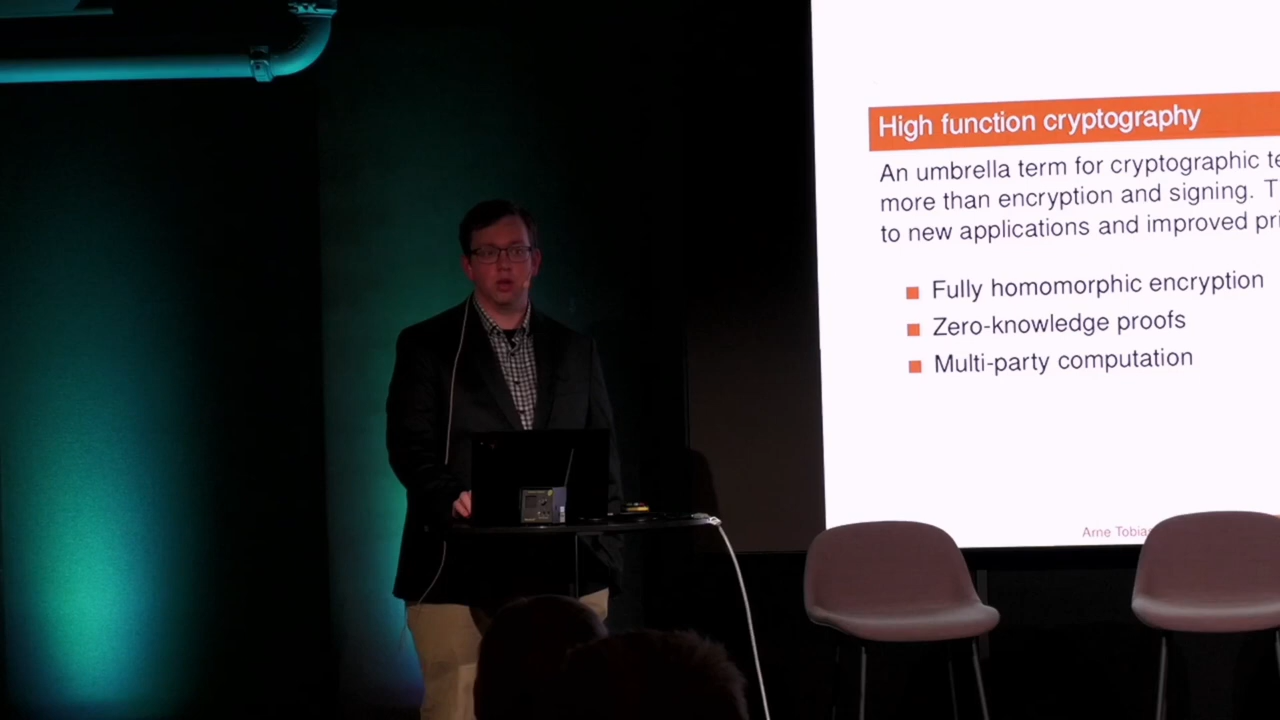 High function cryptography
An umbrella term for cryptographic
more than encryption and signing.
to new applications and improved
Fully homomorphic encryption
Zero-knowledge proofs
Multi-party computation
Arne